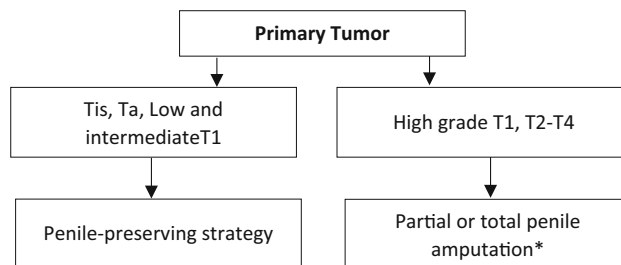 Primary Tumor
Tis, Ta, Low and
intermediateT1
High grade T1, T2-T4
Penile-preserving strategy
Partial or total penile
amputation*